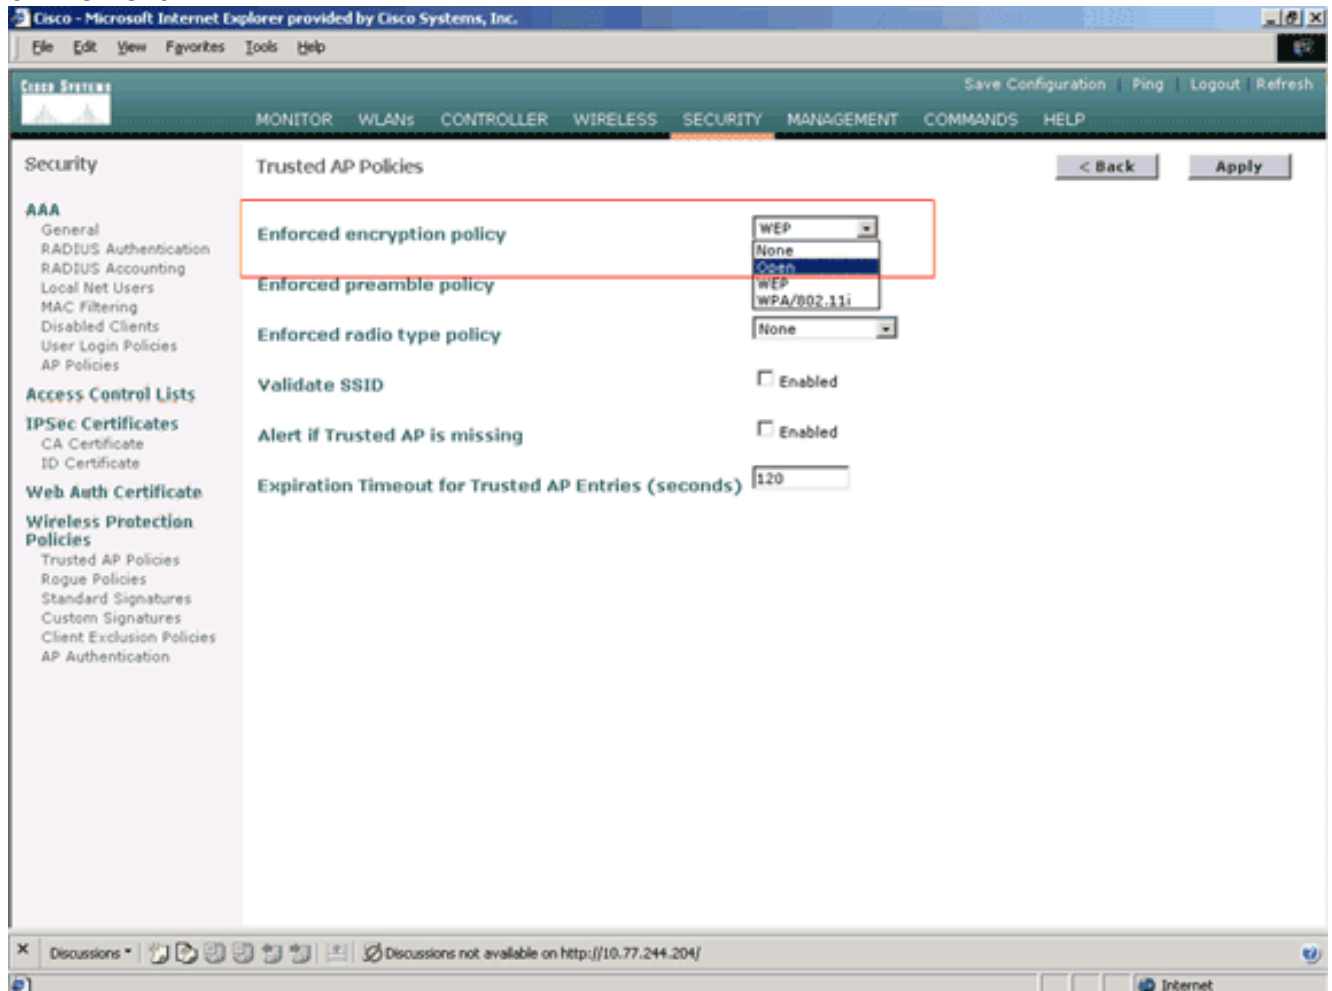 Cisco - Microsoft Internet Explorer provided by Cisco Systems, Inc.
File Edit View Favorites Tools Help
CISCO SYSTEMS
Save Configuration | Ping | Logout | Refresh
MONITOR WLANs CONTROLLER WIRELESS SECURITY MANAGEMENT COMMANDS HELP
Security
AAA
General
RADIUS Authentication
RADIUS Accounting
Local Net Users
MAC Filtering
Disabled Clients
User Login Policies
AP Policies
Access Control Lists
IPSec Certificates
CA Certificate
ID Certificate
Web Auth Certificate
Wireless Protection
Policies
Trusted AP Policies
Rogue Policies
Standard Signatures
Custom Signatures
Client Exclusion Policies
AP Authentication
Trusted AP Policies
< Back Apply
Enforced encryption policy WEP
None
Open
WEP
WPA/802.11i
Enforced preamble policy
Enforced radio type policy None
Validate SSID Enabled
Alert if Trusted AP is missing Enabled
Expiration Timeout for Trusted AP Entries (seconds) 120
× Discussions Discussions not available on http://10.77.244.204/
Internet